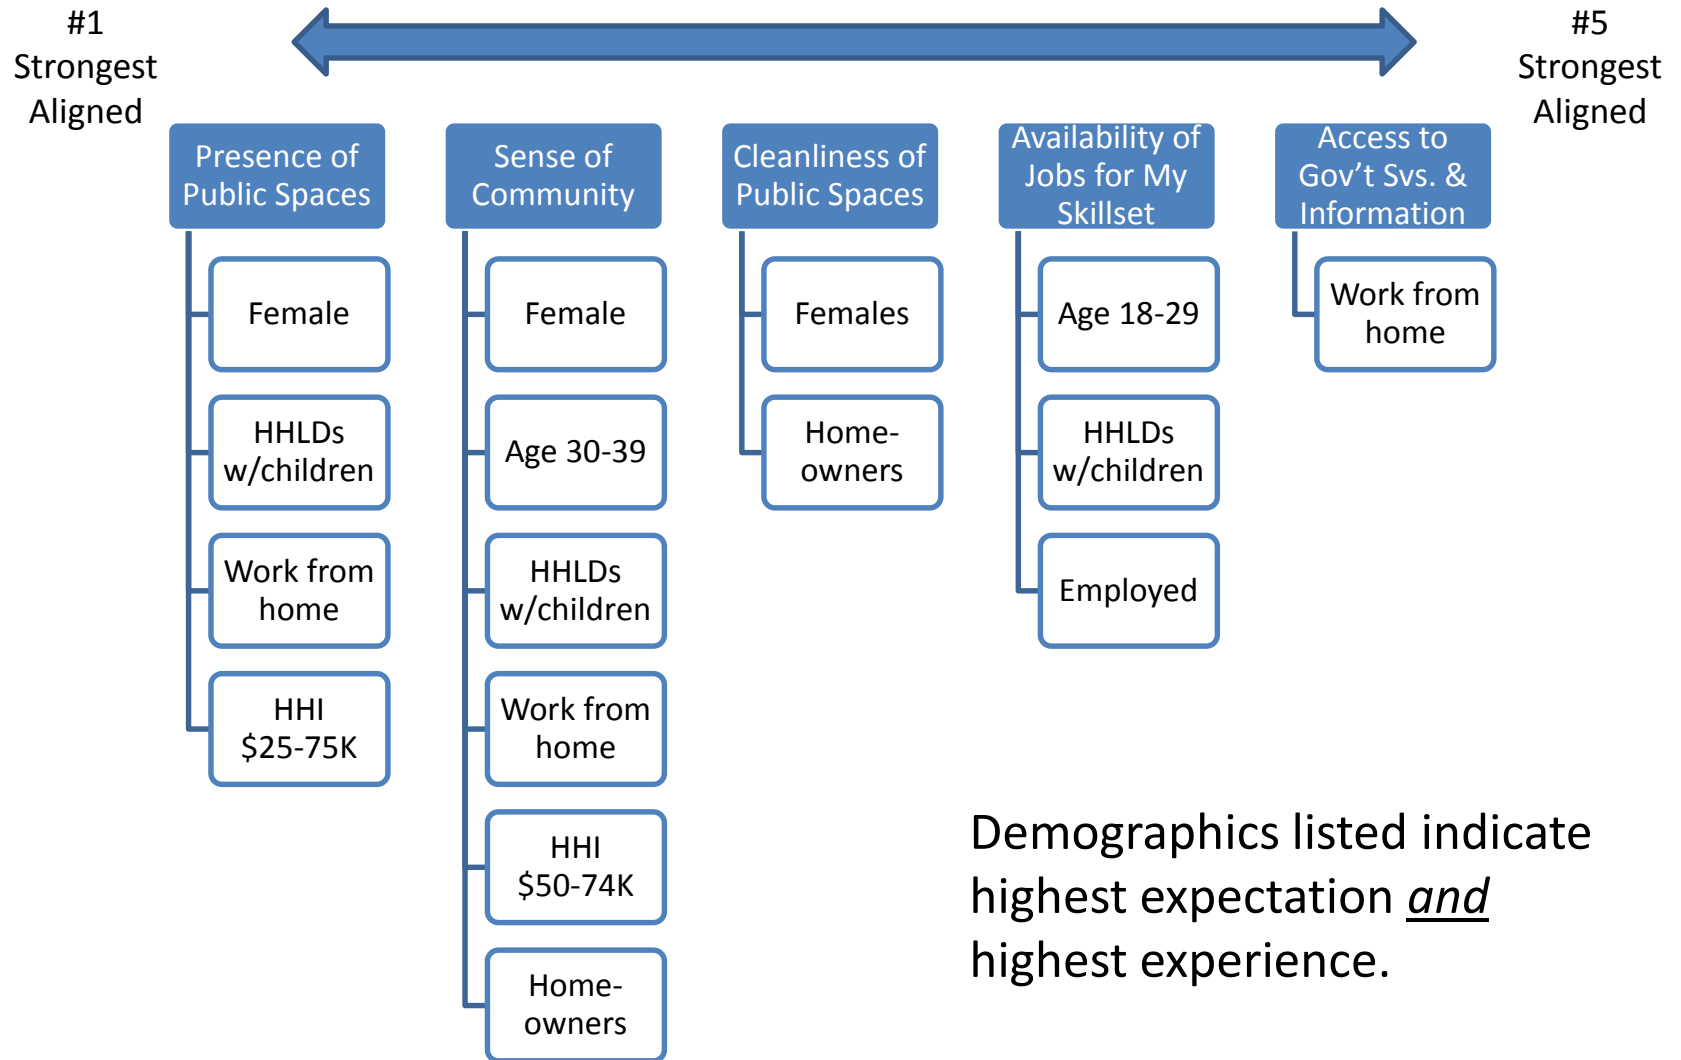 #1
Strongest
Aligned
#5
Strongest
Aligned
Presence of
Public Spaces
Female
HHLDs
w/children
Work from
home
HHI
$25-75K
Sense of
Community
Female
Age 30-39
HHLDs
w/children
Work from
home
HHI
$50-74K
Home-
owners
Cleanliness of
Public Spaces
Females
Home-
owners
Availability of
Jobs for My
Skillset
Age 18-29
HHLDs
w/children
Employed
Access to
Gov’t Svs. &
Information
Work from
home
Demographics listed indicate
highest expectation and
highest experience.